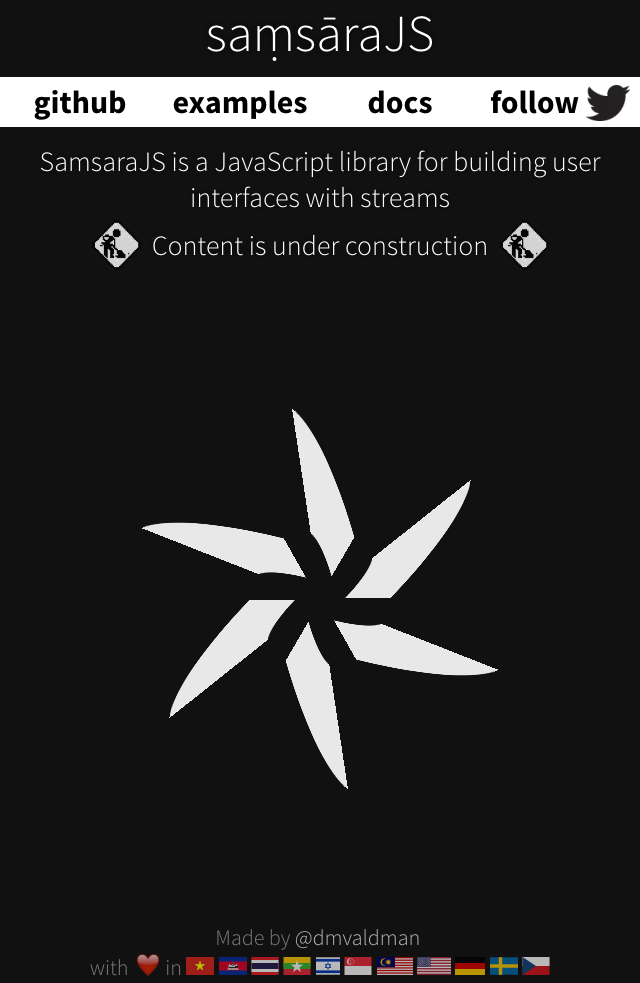 saṃsāraJS
github examples docs follow
SamsaraJS is a JavaScript library for building user
interfaces with streams
Content is under construction
Made by @dmvaldman
with ❤️ in